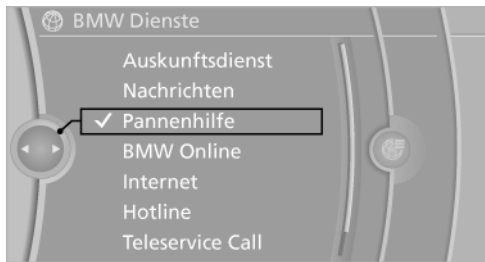 BMW Dienste
Auskunftsdienst
Nachrichten
Pannenhilfe
BMW Online
Internet
Hotline
Teleservice Call